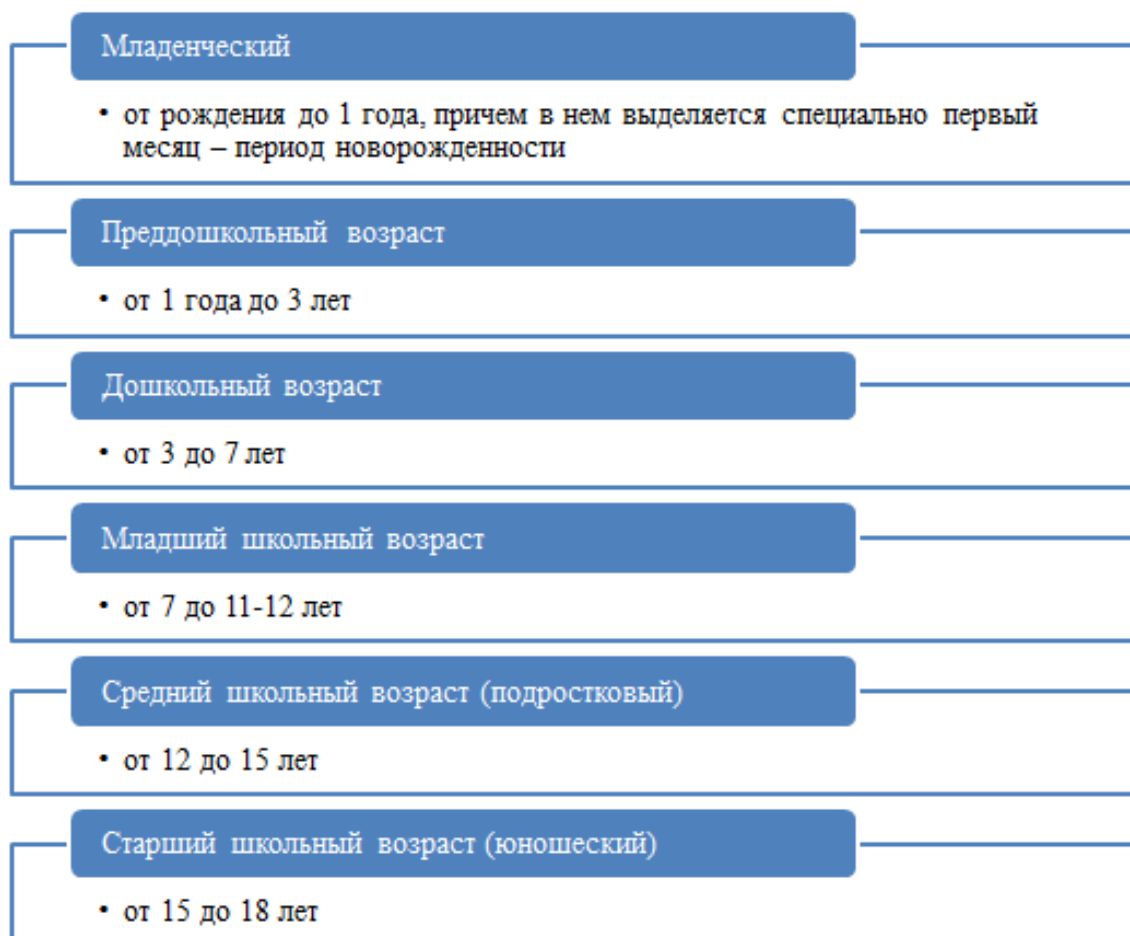 Младенческий
• от рождения до 1 года, причем в нем выделяется специально первый
месяц – период новорожденности
Преддошкольный возраст
• от 1 года до 3 лет
Дошкольный возраст
• от 3 до 7 лет
Младший школьный возраст
• от 7 до 11-12 лет
Средний школьный возраст (подростковый)
• от 12 до 15 лет
Старший школьный возраст (юношеский)
• от 15 до 18 лет